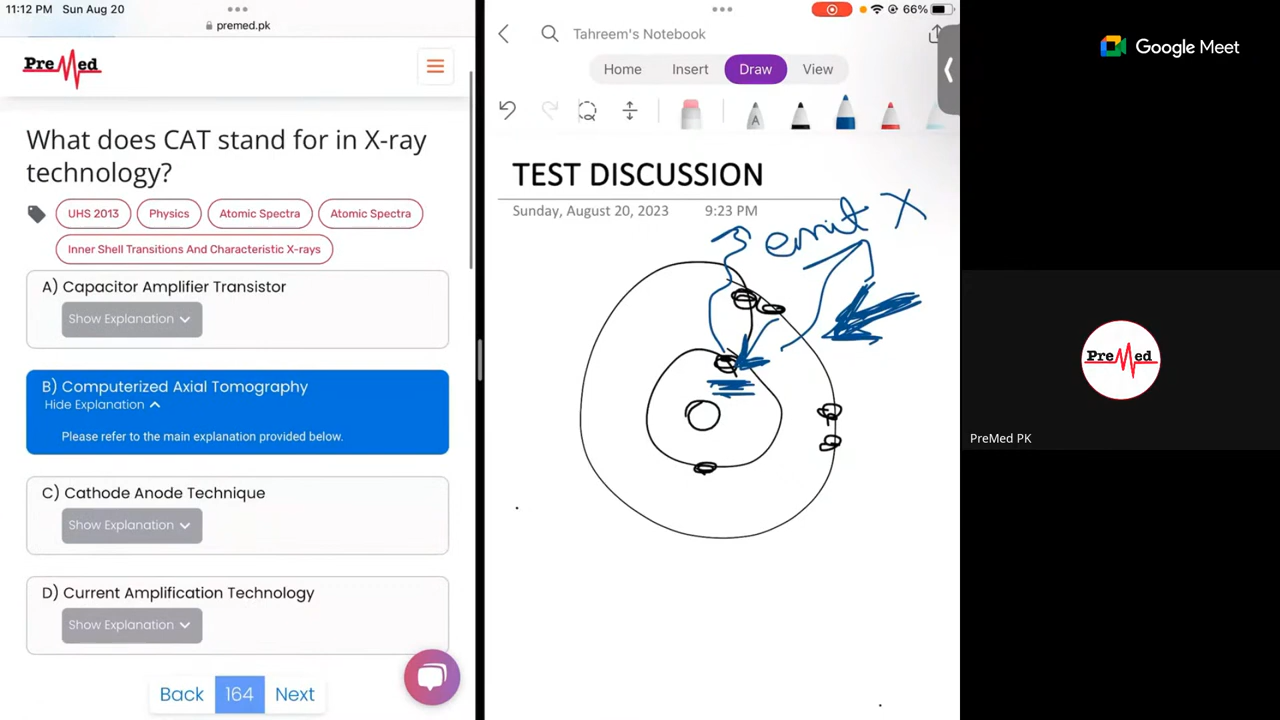 11:12 PM Sun Aug 20
premed.pk
PreMed
What does CAT stand for in X-ray
technology?
UHS 2013
Physics
Atomic Spectra
Atomic Spectra
Inner Shell Transitions And Characteristic X-rays
A) Capacitor Amplifier Transistor
Show Explanation
B) Computerized Axial Tomography
Hide Explanation
Please refer to the main explanation provided below.
C) Cathode Anode Technique
Show Explanation
D) Current Amplification Technology
Show Explanation
Back 164 Next
66%
Tahreem's Notebook
Home Insert Draw View
A
TEST DISCUSSION
Sunday, August 20, 2023 9:23 PM
emit X
Google Meet
PreMed
PreMed PK